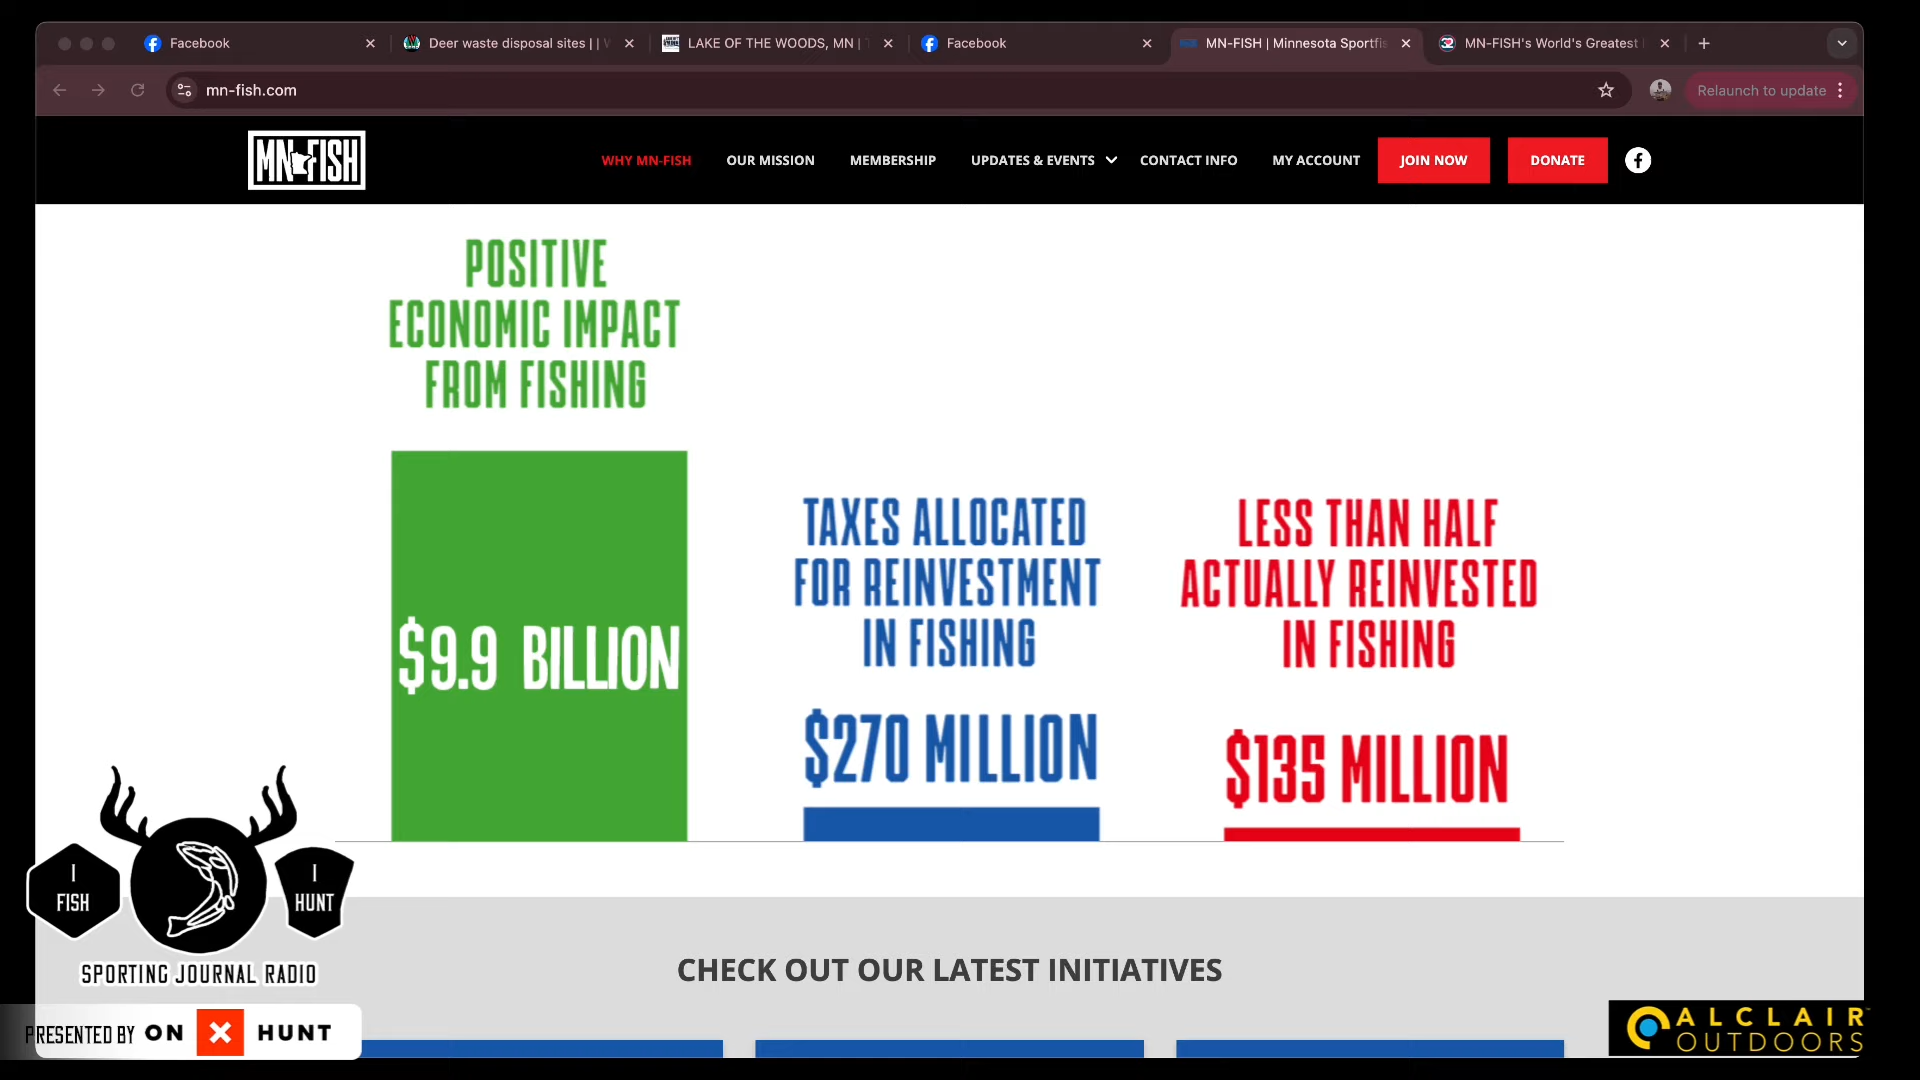 Facebook
Deer waste disposal sites | | W
LAKE OF THE WOODS, MN |
Facebook
MN-FISH | Minnesota Sportfis
MN-FISH's World's Greatest
mn-fish.com
Relaunch to update
MN FISH
WHY MN-FISH
OUR MISSION
MEMBERSHIP
UPDATES & EVENTS
CONTACT INFO
MY ACCOUNT
JOIN NOW
DONATE
POSITIVE
ECONOMIC IMPACT
FROM FISHING
$9.9 BILLION
TAXES ALLOCATED
FOR REINVESTMENT
IN FISHING
$270 MILLION
LESS THAN HALF
ACTUALLY REINVESTED
IN FISHING
$135 MILLION
I
FISH
I
HUNT
SPORTING JOURNAL RADIO
PRESENTED BY ON X HUNT
CHECK OUT OUR LATEST INITIATIVES
ALCLAIR
OUTDOORS